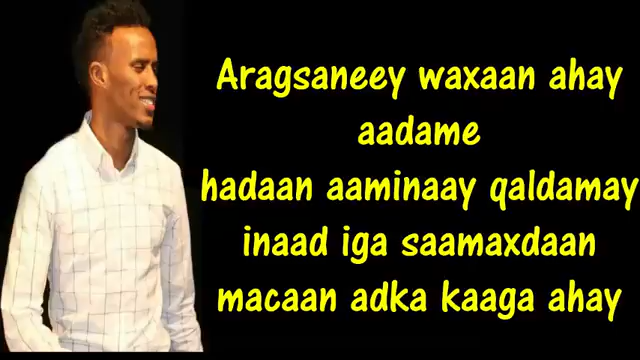 Aragsaneey waxaan ahay
aadame
hadaan aaminaay qaldamay
inaad iga saamaxdaan
macaan adka kaaga ahay